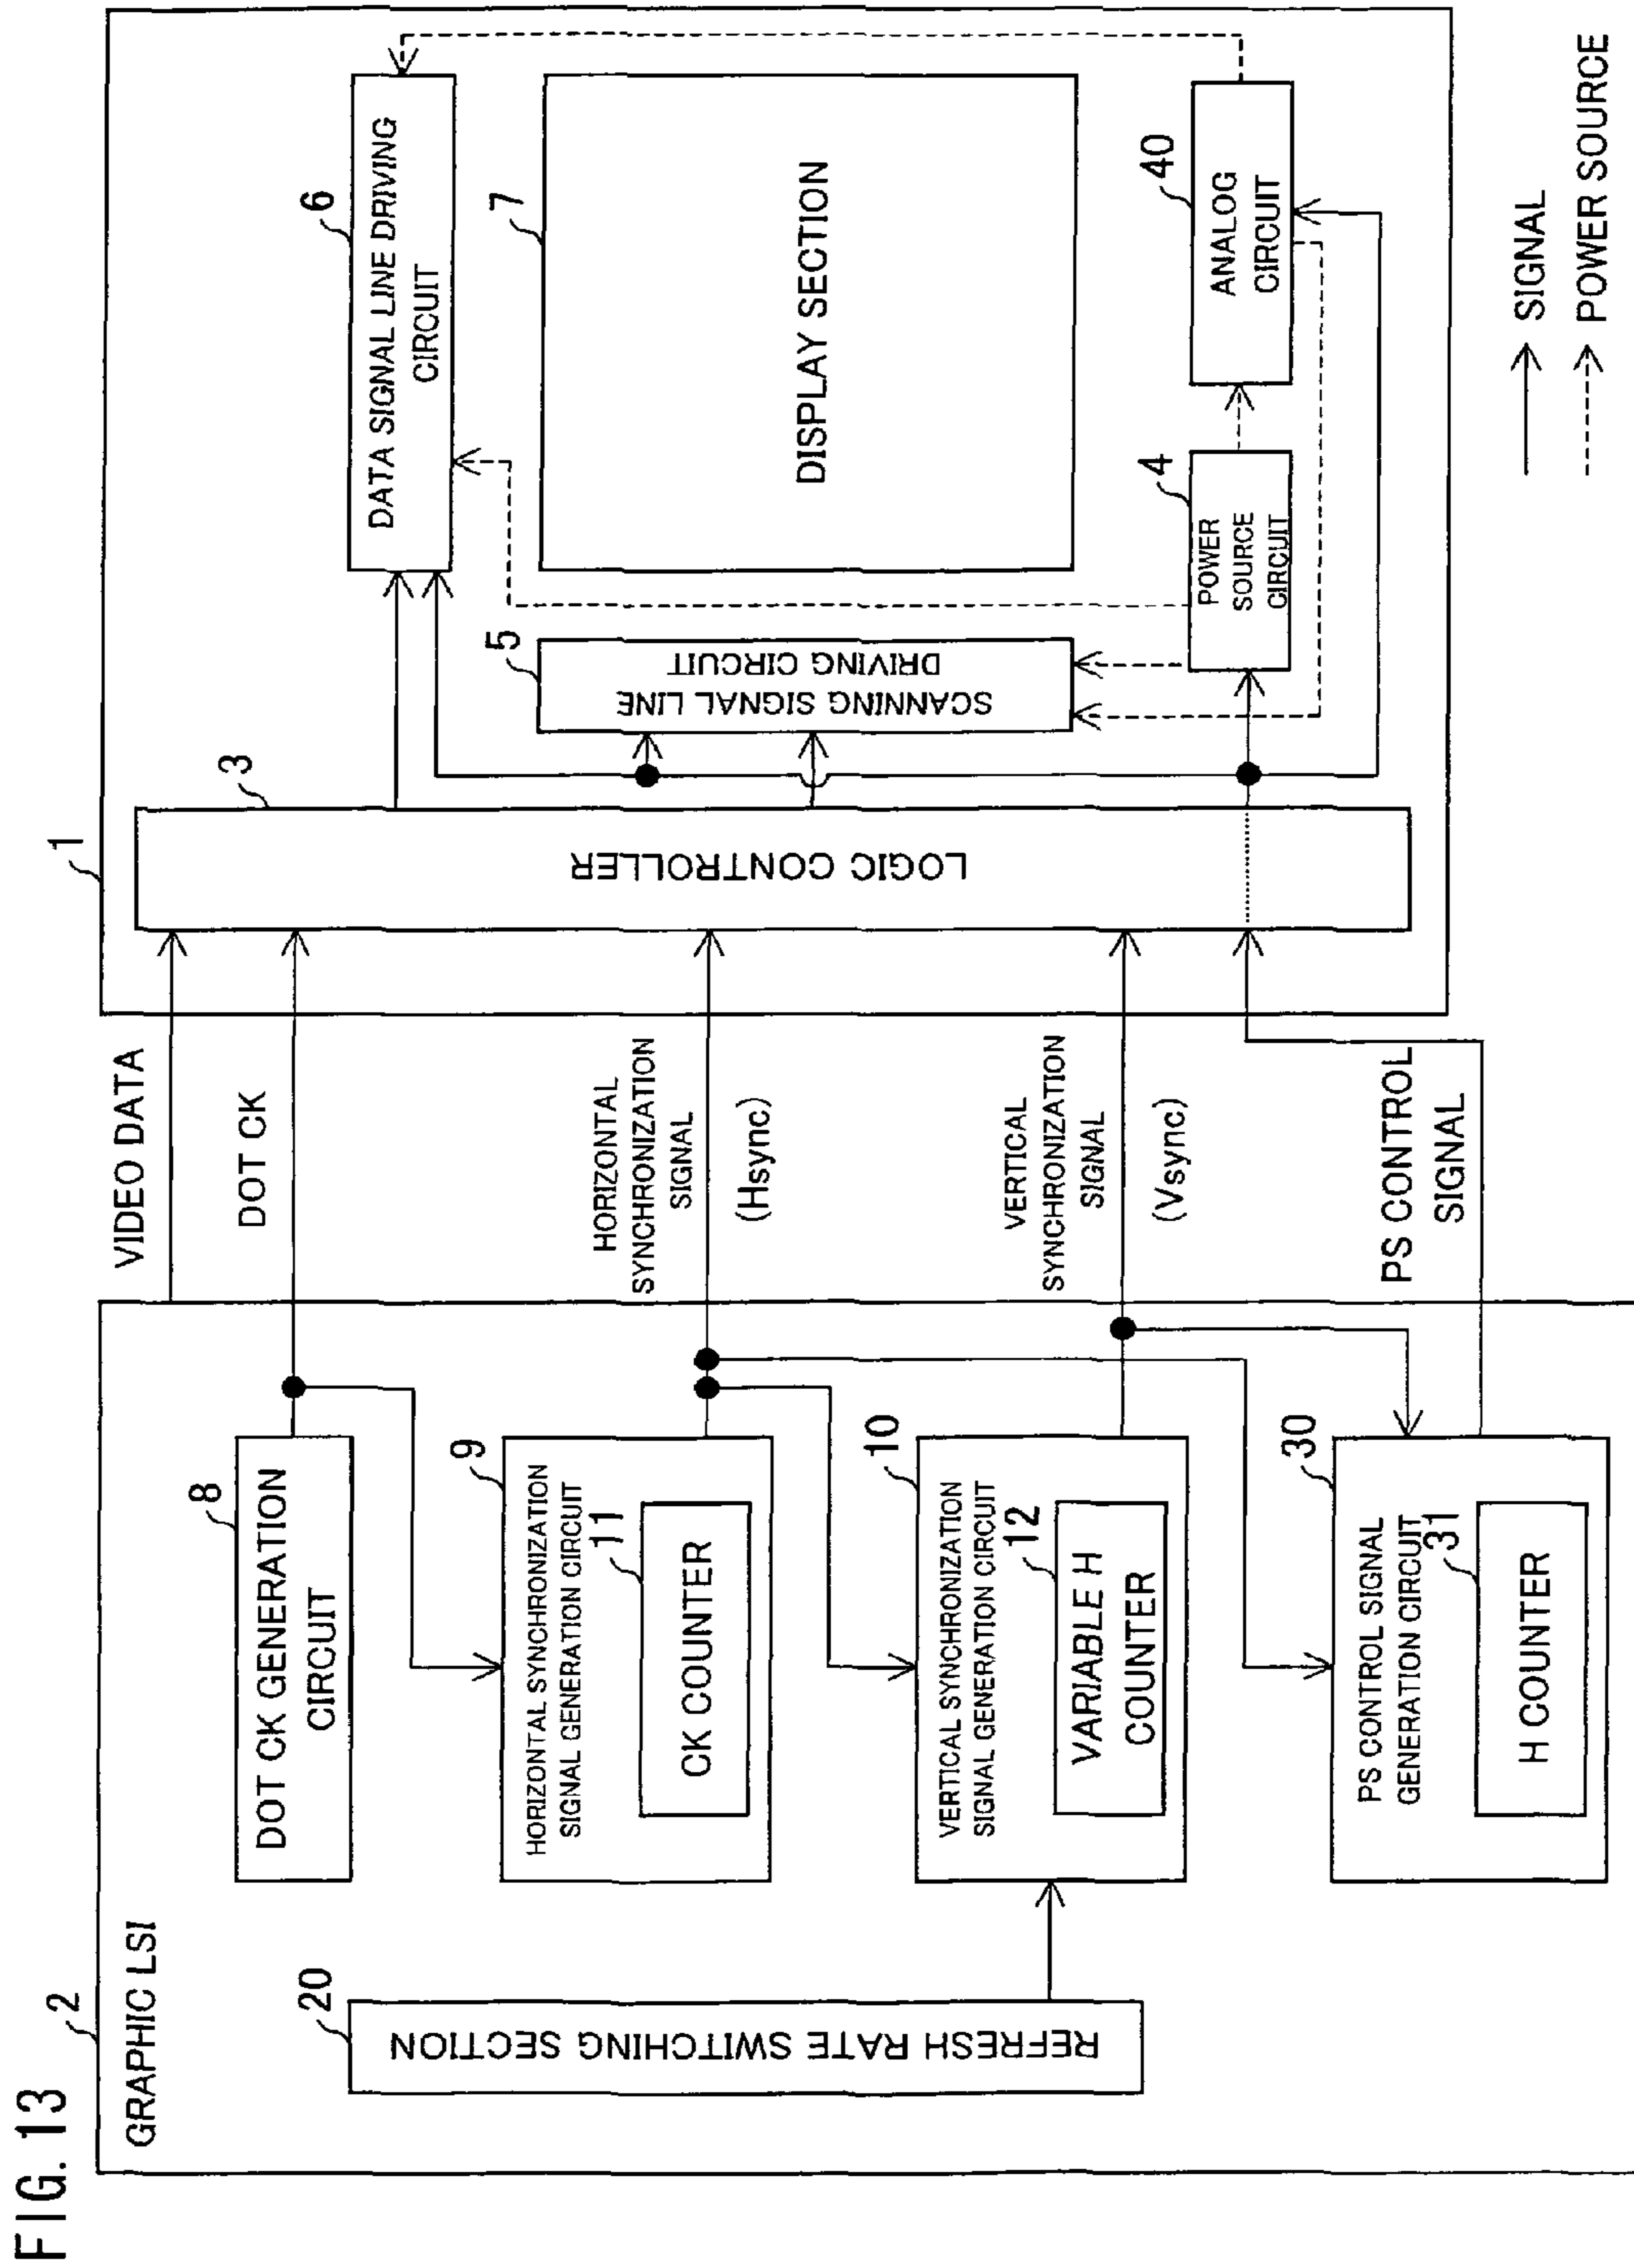 FIG. 13
2
GRAPHIC LSI
20
REFRESH RATE SWITCHING SECTION
8
DOT CK GENERATION
CIRCUIT
9
HORIZONTAL SYNCHRONIZATION
SIGNAL GENERATION CIRCUIT
11
CK COUNTER
10
VERTICAL SYNCHRONIZATION
SIGNAL GENERATION CIRCUIT
12
VARIABLE H
COUNTER
30
PS CONTROL SIGNAL
GENERATION CIRCUIT
31
H COUNTER
VIDEO DATA
DOT CK
HORIZONTAL
SYNCHRONIZATION
SIGNAL
(Hsync)
VERTICAL
SYNCHRONIZATION
SIGNAL
(Vsync)
PS CONTROL
SIGNAL
1
3
LOGIC CONTROLLER
6
DATA SIGNAL LINE DRIVING
CIRCUIT
5
SCANNING SIGNAL LINE
DRIVING CIRCUIT
7
DISPLAY SECTION
4
POWER
SOURCE
CIRCUIT
40
ANALOG
CIRCUIT
SIGNAL
POWER SOURCE